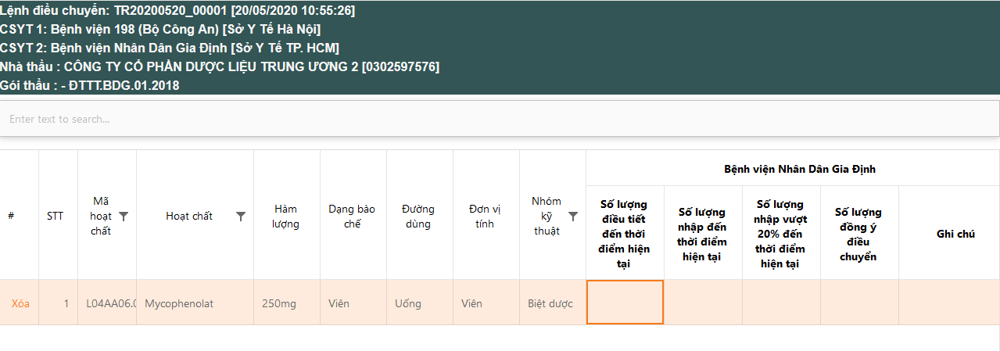 Lệnh điều chuyển: TR20200520_00001 [20/05/2020 10:55:26]
CSYT 1: Bệnh viện 198 (Bộ Công An) [Sở Y Tế Hà Nội]
CSYT 2: Bệnh viện Nhân Dân Gia Định [Sở Y Tế TP. HCM]
Nhà thầu : CÔNG TY CỔ PHẦN DƯỢC LIỆU TRUNG ƯƠNG 2 [0302597576]
Gói thầu : - ĐTTT.BDG.01.2018
Enter text to search...
#
STT
Mã
hoạt
chất
Hoạt chất
Hàm
lượng
Dạng bào
chế
Đường
dùng
Đơn vị
tính
Nhóm
kỹ
thuật
Bệnh viện Nhân Dân Gia Định
Số lượng
điều tiết
đến thời
điểm hiện
tại
Số lượng
nhập đến
thời điểm
hiện tại
Số lượng
nhập vượt
20% đến
thời điểm
hiện tại
Số lượng
đồng ý
điều
chuyển
Ghi chú
Xóa 1 L04AA06.0 Mycophenolat 250mg Viên Uống Viên Biệt dược